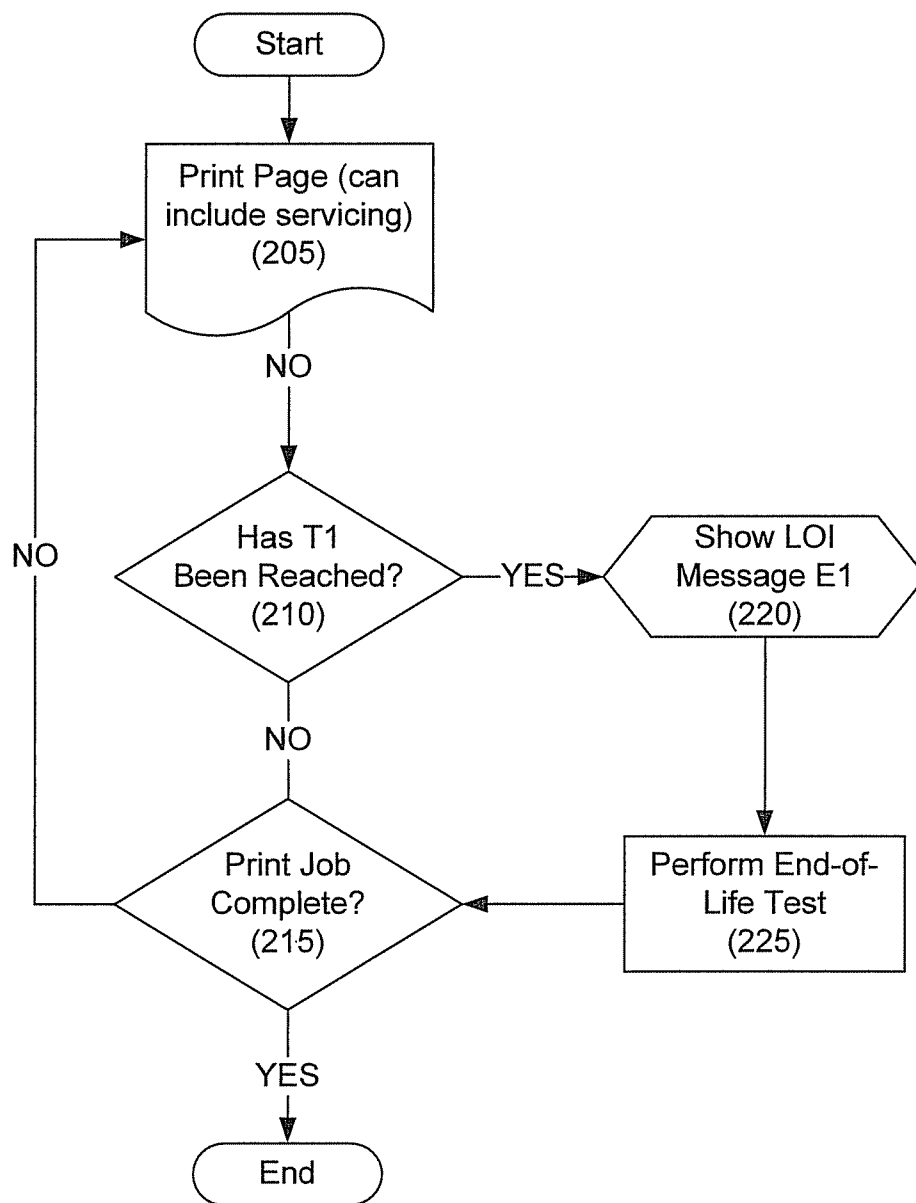 Start
Print Page (can
include servicing)
(205)
NO
Has T1
Been Reached?
(210)
YES
Show LOI
Message E1
(220)
NO
NO
Print Job
Complete?
(215)
Perform End-of-
Life Test
(225)
YES
End